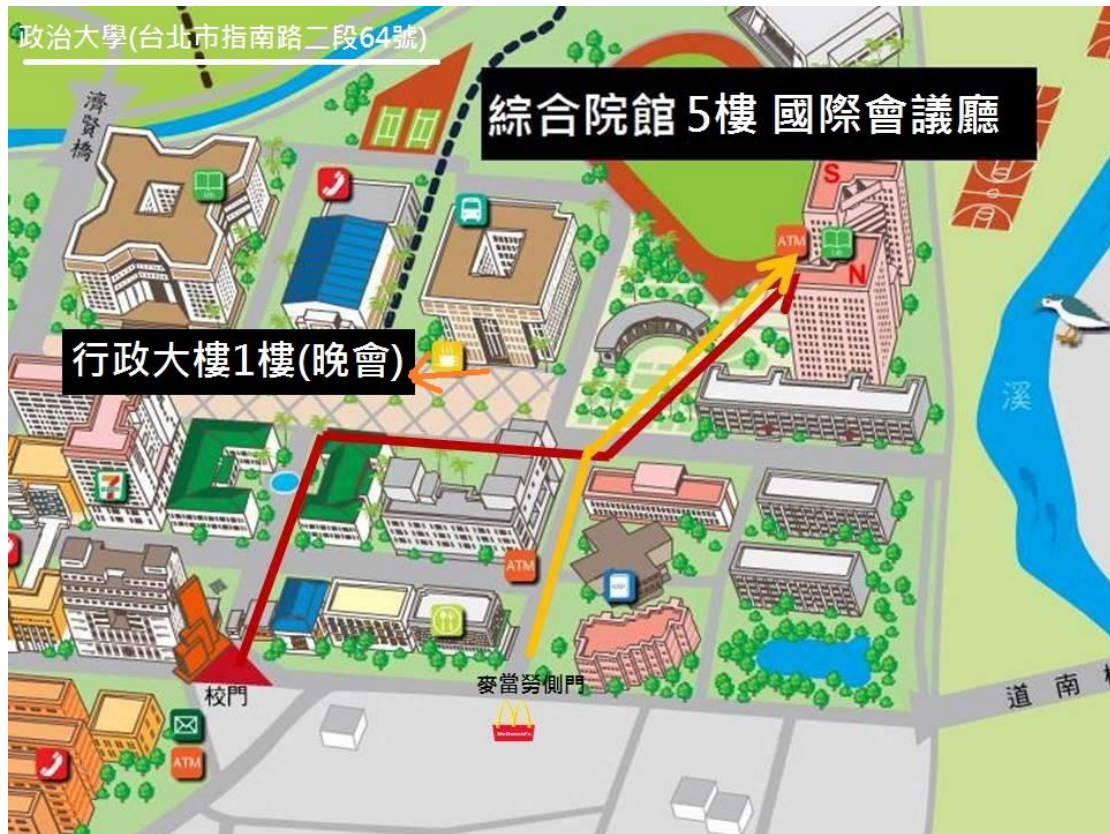 政治大學(台北市指南路二段64號)
濟賢橋
綜合院館 5樓 國際會議廳
S
ATM
N
行政大樓1樓(晚會)
溪
7
ATM
校門
麥當勞側門
McDonald's
道南
ATM